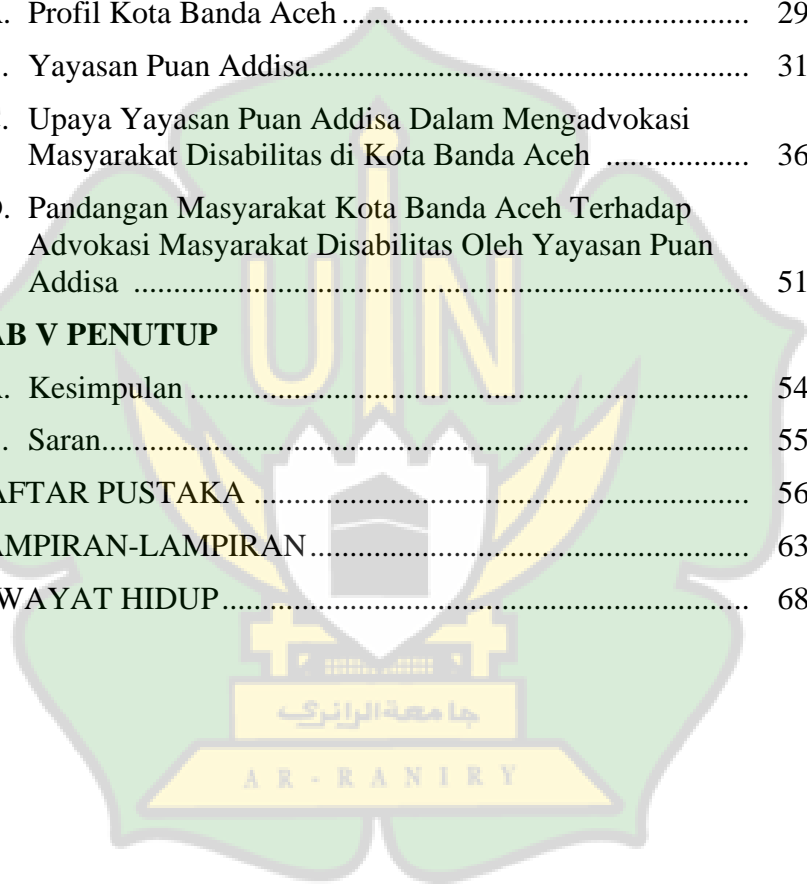 . Profil Kota Banda Aceh ........................................................ 29
. Yayasan Puan Addisa............................................................. 31
. Upaya Yayasan Puan Addisa Dalam Mengadvokasi
Masyarakat Disabilitas di Kota Banda Aceh .................. 36
. Pandangan Masyarakat Kota Banda Aceh Terhadap
Advokasi Masyarakat Disabilitas Oleh Yayasan Puan
Addisa ................................................................................... 51
AB V PENUTUP
. Kesimpulan ............................................................................ 54
. Saran........................................................................................ 55
AFTAR PUSTAKA ................................................................... 56
AMPIRAN-LAMPIRAN........................................................... 63
WAYAT HIDUP........................................................................ 68
UIN
جامعة الرانري
AR-RANIRY